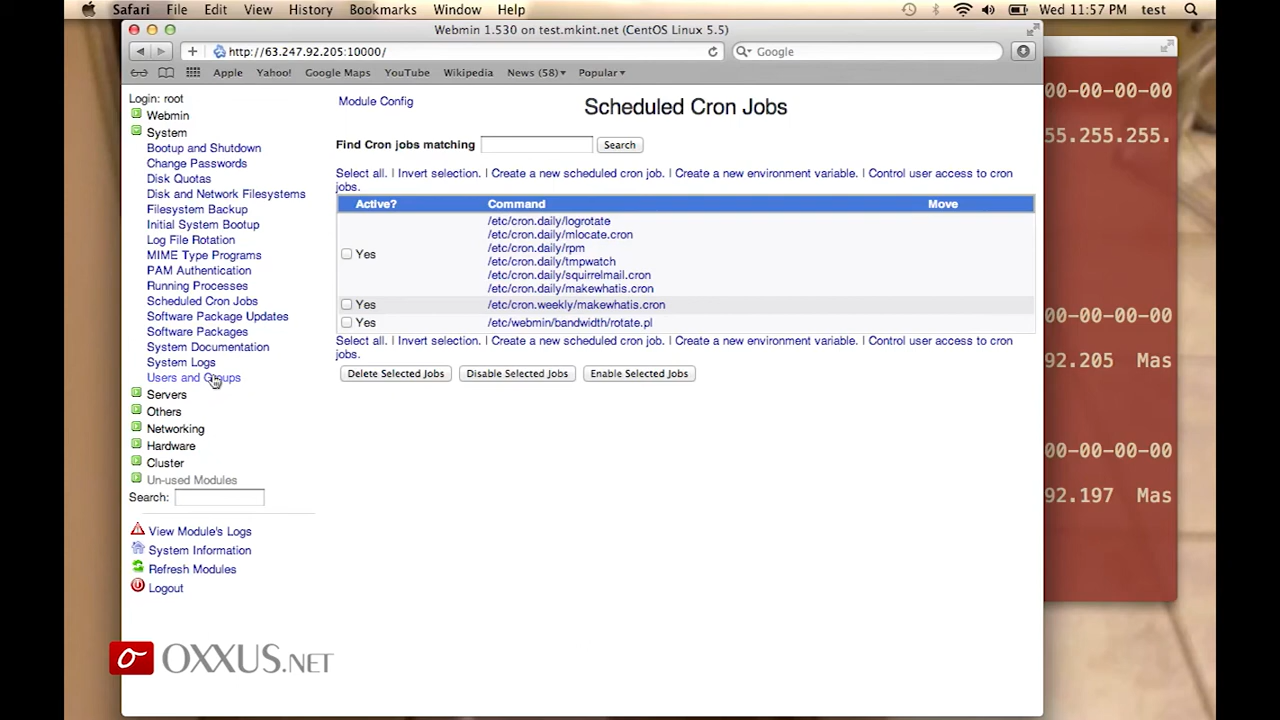 Safari File Edit View History Bookmarks Window Help Wed 11:57 PM test
Webmin 1.530 on test.mkint.net (CentOS Linux 5.5)
http://63.247.92.205:10000/
Google
Apple Yahoo! Google Maps YouTube Wikipedia News (58) Popular
Login: root
Webmin
System
Bootup and Shutdown
Change Passwords
Disk Quotas
Disk and Network Filesystems
Filesystem Backup
Initial System Bootup
Log File Rotation
MIME Type Programs
PAM Authentication
Running Processes
Scheduled Cron Jobs
Software Package Updates
Software Packages
System Documentation
System Logs
Users and Groups
Servers
Others
Networking
Hardware
Cluster
Un-used Modules
Search:
View Module's Logs
System Information
Refresh Modules
Logout
Module Config
Scheduled Cron Jobs
Find Cron jobs matching
Search
Select all. | Invert selection. | Create a new scheduled cron job. | Create a new environment variable. | Control user access to cron
jobs.
Active? Command Move
Yes
/etc/cron.daily/logrotate
/etc/cron.daily/mlocate.cron
/etc/cron.daily/rpm
/etc/cron.daily/tmpwatch
/etc/cron.daily/squirrelmail.cron
/etc/cron.daily/makewhatis.cron
Yes /etc/cron.weekly/makewhatis.cron
Yes /etc/webmin/bandwidth/rotate.pl
Select all. | Invert selection. | Create a new scheduled cron job. | Create a new environment variable. | Control user access to cron
jobs.
Delete Selected Jobs Disable Selected Jobs Enable Selected Jobs
00-00-00-00
55.255.255.
00-00-00-00
92.205 Mas
00-00-00-00
92.197 Mas
OXXUS.NET